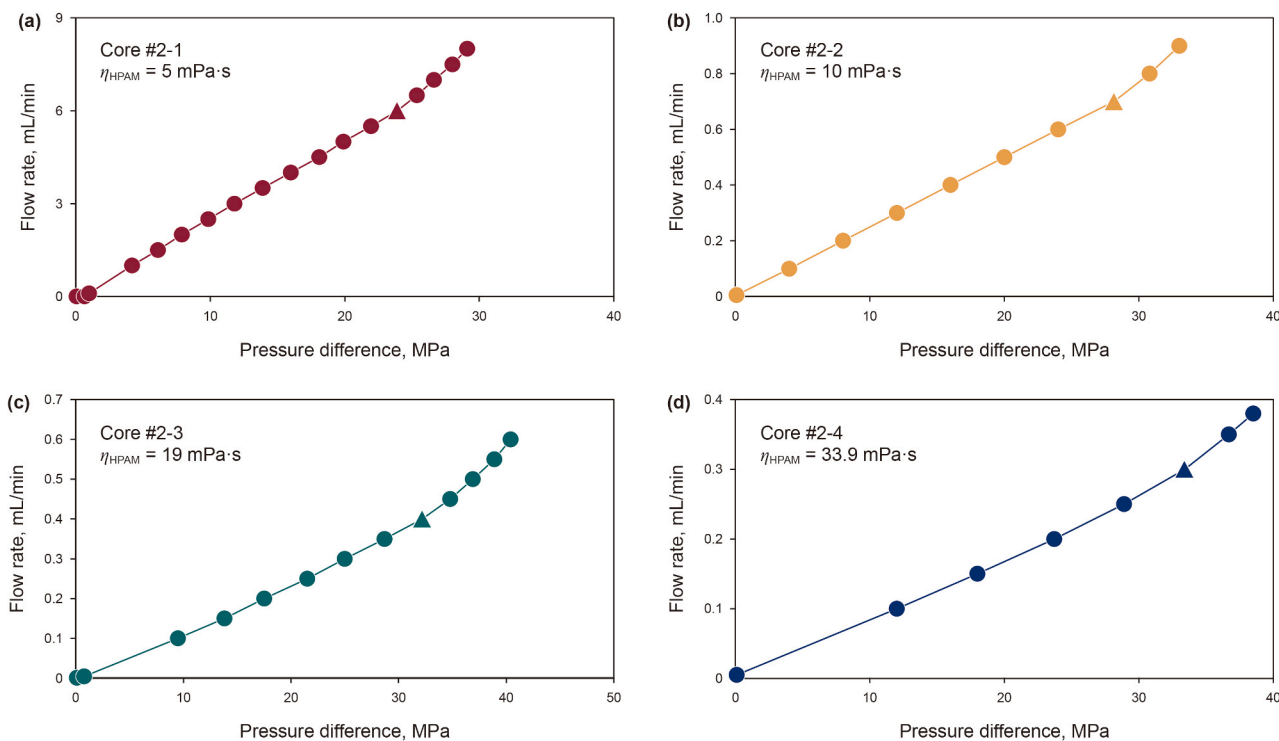 (a)
Core #2-1
ηHPAM = 5 mPa·s
Flow rate, mL/min
9
6
3
0
0 10 20 30 40
Pressure difference, MPa
(b)
Core #2-2
ηHPAM = 10 mPa·s
Flow rate, mL/min
1.0
0.8
0.6
0.4
0.2
0
0 10 20 30 40
Pressure difference, MPa
(c)
Core #2-3
ηHPAM = 19 mPa·s
Flow rate, mL/min
0.7
0.6
0.5
0.4
0.3
0.2
0.1
0
0 10 20 30 40 50
Pressure difference, MPa
(d)
Core #2-4
ηHPAM = 33.9 mPa·s
Flow rate, mL/min
0.4
0.3
0.2
0.1
0
0 10 20 30 40
Pressure difference, MPa